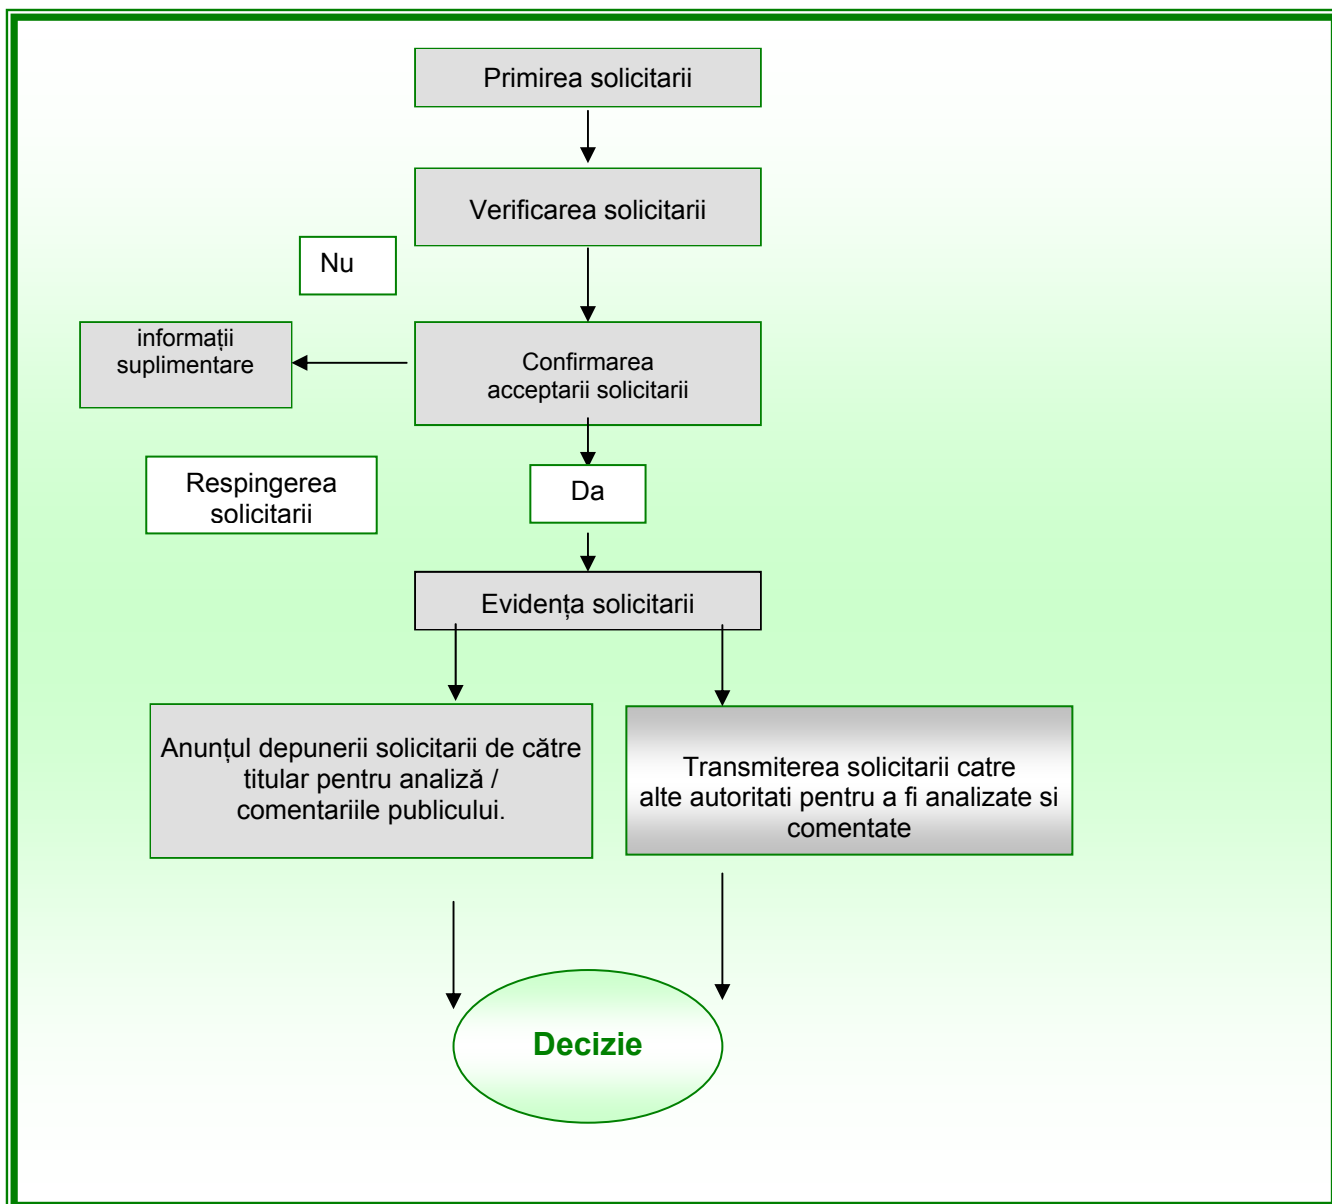 Primirea solicitarii
Verificarea solicitarii
Nu
informații
suplimentare
Confirmarea
acceptarii solicitarii
Respingerea
solicitarii
Da
Evidența solicitarii
Anunțul depunerii solicitarii de către
titular pentru analiză /
comentariile publicului.
Transmiterea solicitarii catre
alte autoritati pentru a fi analizate si
comentate
Decizie